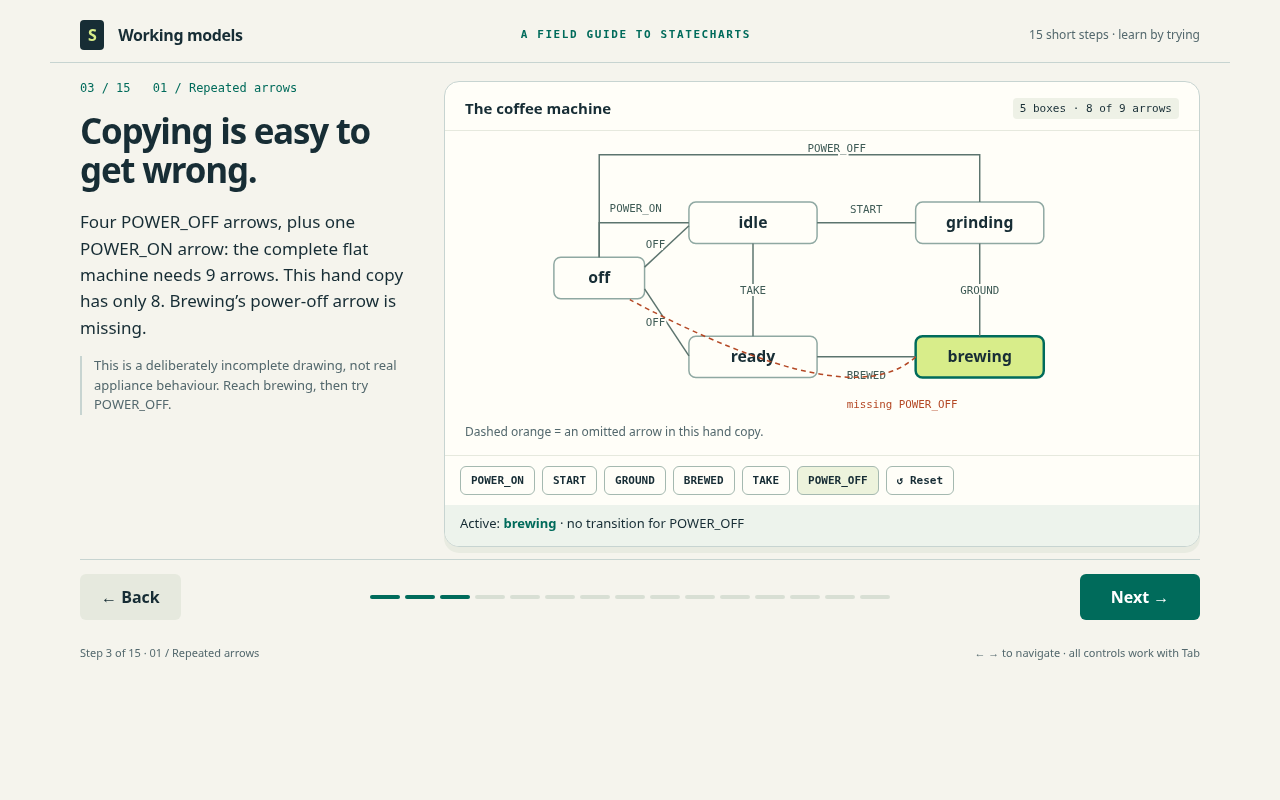 S Working models
A FIELD GUIDE TO STATECHARTS
15 short steps · learn by trying
03 / 15 01 / Repeated arrows
Copying is easy to
get wrong.
Four POWER_OFF arrows, plus one
POWER_ON arrow: the complete flat
machine needs 9 arrows. This hand copy
has only 8. Brewing’s power-off arrow is
missing.
This is a deliberately incomplete drawing, not real
appliance behaviour. Reach brewing, then try
POWER_OFF.
The coffee machine
5 boxes · 8 of 9 arrows
POWER_OFF
POWER_ON
idle
START
grinding
OFF
off
TAKE
GROUND
OFF
ready
BREWED
brewing
missing POWER_OFF
Dashed orange = an omitted arrow in this hand copy.
POWER_ON START GROUND BREWED TAKE POWER_OFF ↺ Reset
Active: brewing · no transition for POWER_OFF
← Back
Next →
Step 3 of 15 · 01 / Repeated arrows
← → to navigate · all controls work with Tab